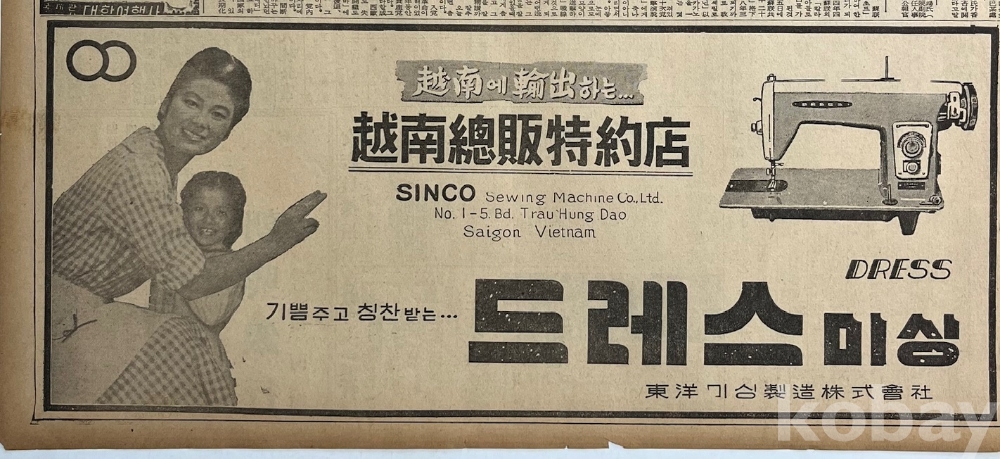 越南에 輸出하는...
越南總販特約店
SINCO Sewing Machine Co., Ltd.
No. 1-5. Bd. Trau Hung Dao
Saigon Vietnam
DRESS
기쁨주고 칭찬받는...
드레스 미싱
東洋미싱製造株式會社
kobay